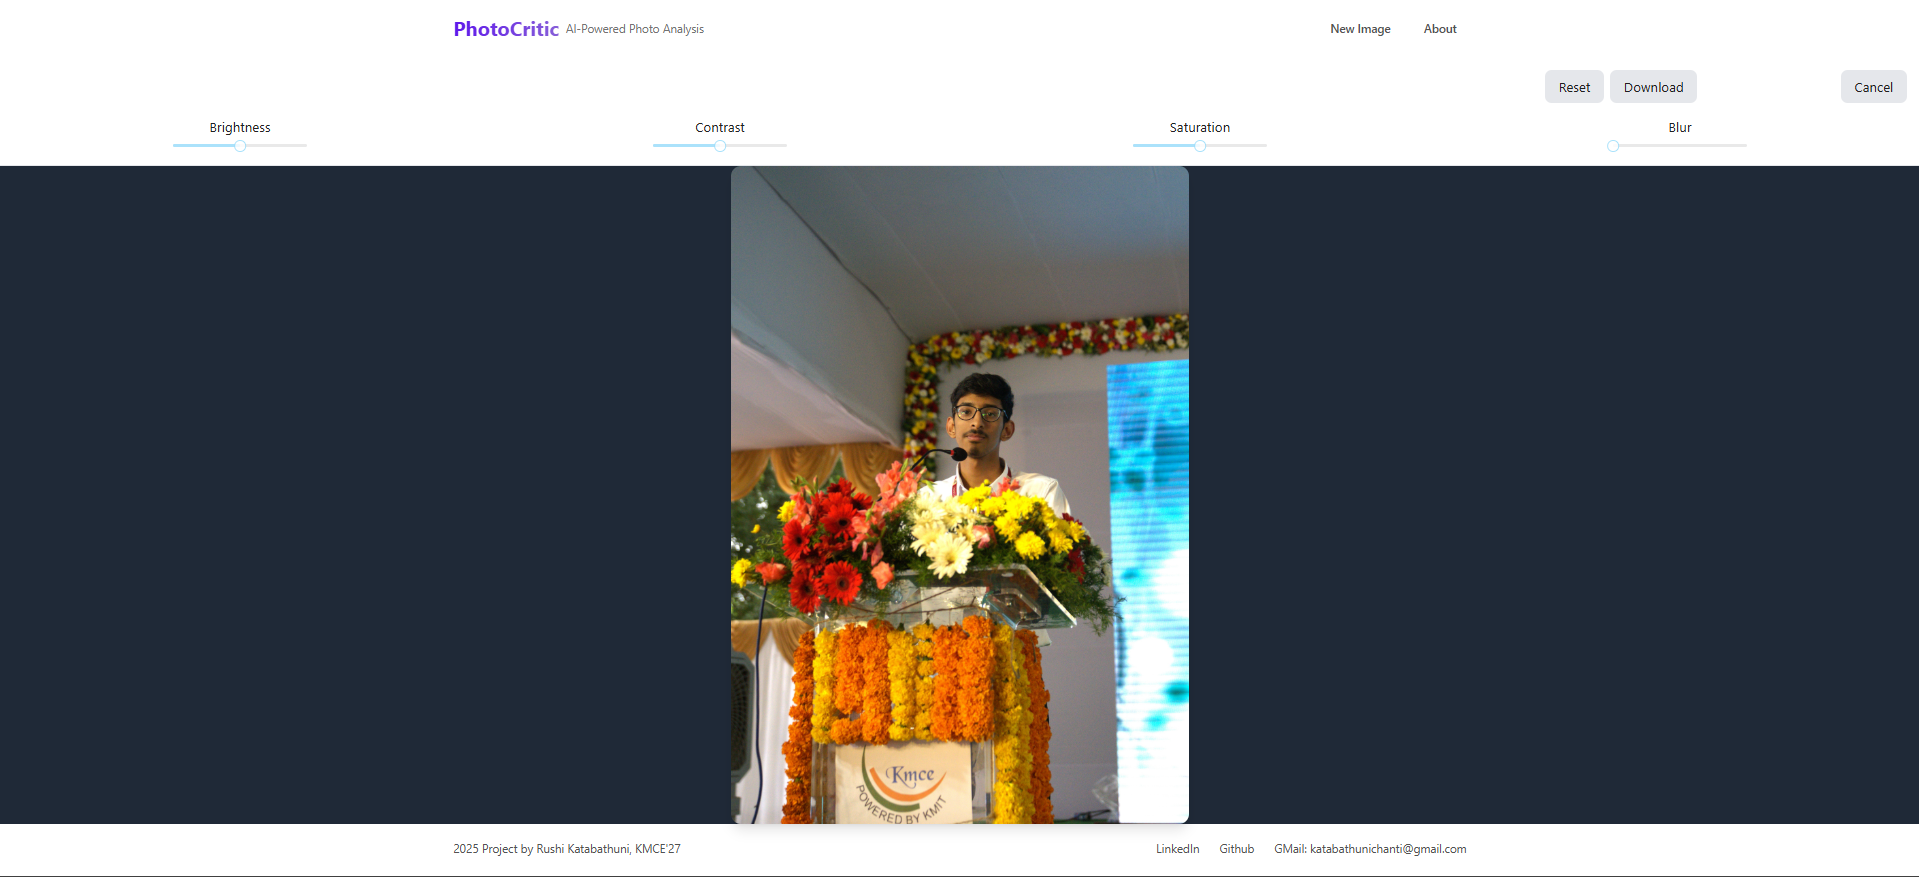 PhotoCritic AI-Powered Photo Analysis New Image About
Reset Download Cancel
Brightness Contrast Saturation Blur
Kmce
POWERED BY KMIT
2025 Project by Rushi Katabathuni, KMCE'27 LinkedIn Github GMail: katabathunichanti@gmail.com